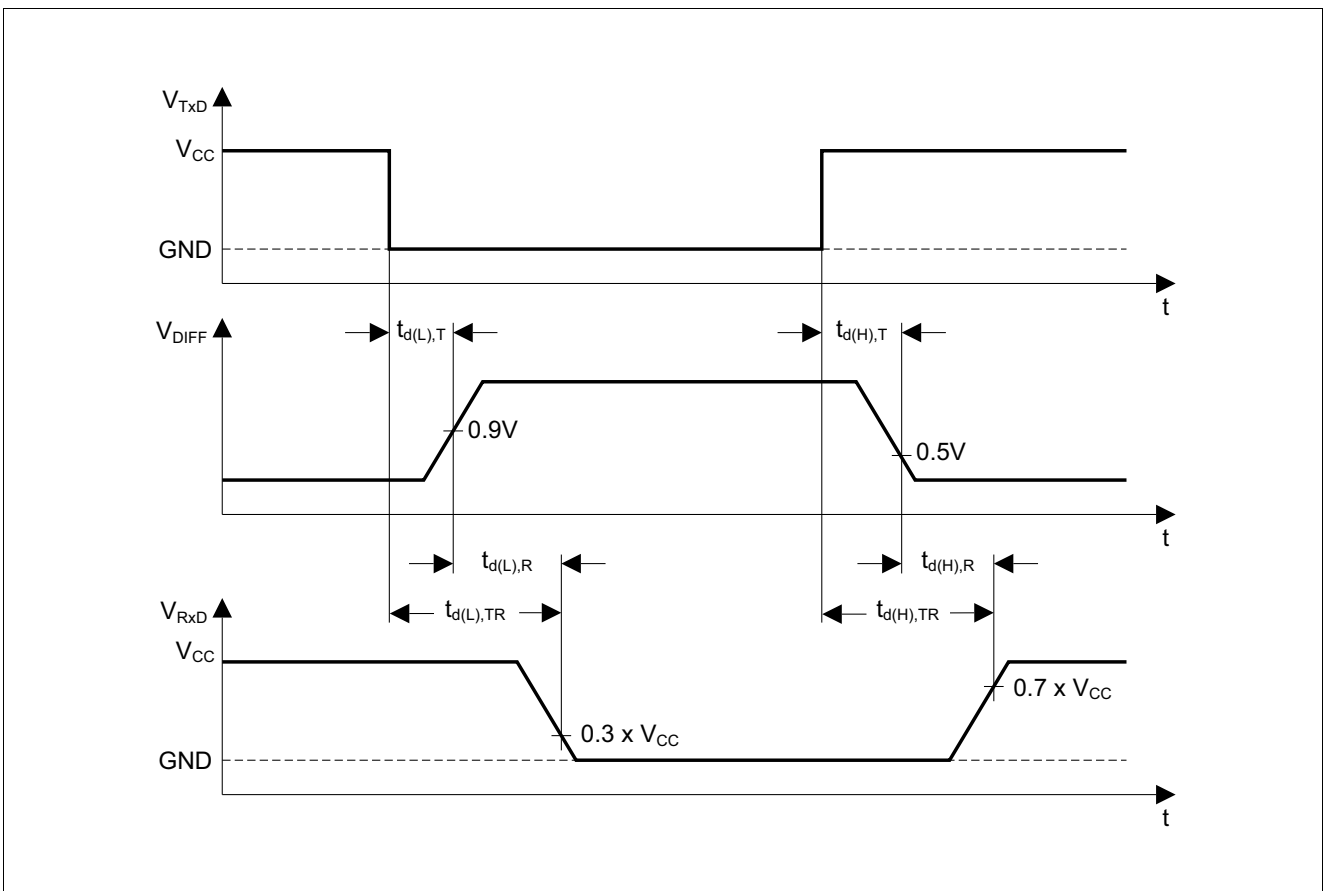 V_TxD
V_CC
GND
t
V_DIFF
t_d(L),T
t_d(H),T
0.9V
0.5V
t
t_d(L),R
t_d(H),R
t_d(L),TR
t_d(H),TR
V_RxD
V_CC
0.7 x V_CC
0.3 x V_CC
GND
t